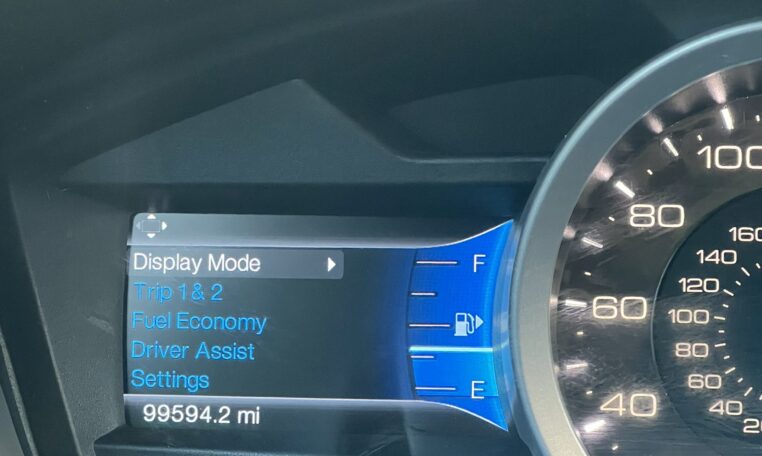 Display Mode
Trip 1 & 2
Fuel Economy
Driver Assist
Settings
99594.2 mi
F
E
100
80
60
40
160
140
120
100
80
60
40
20